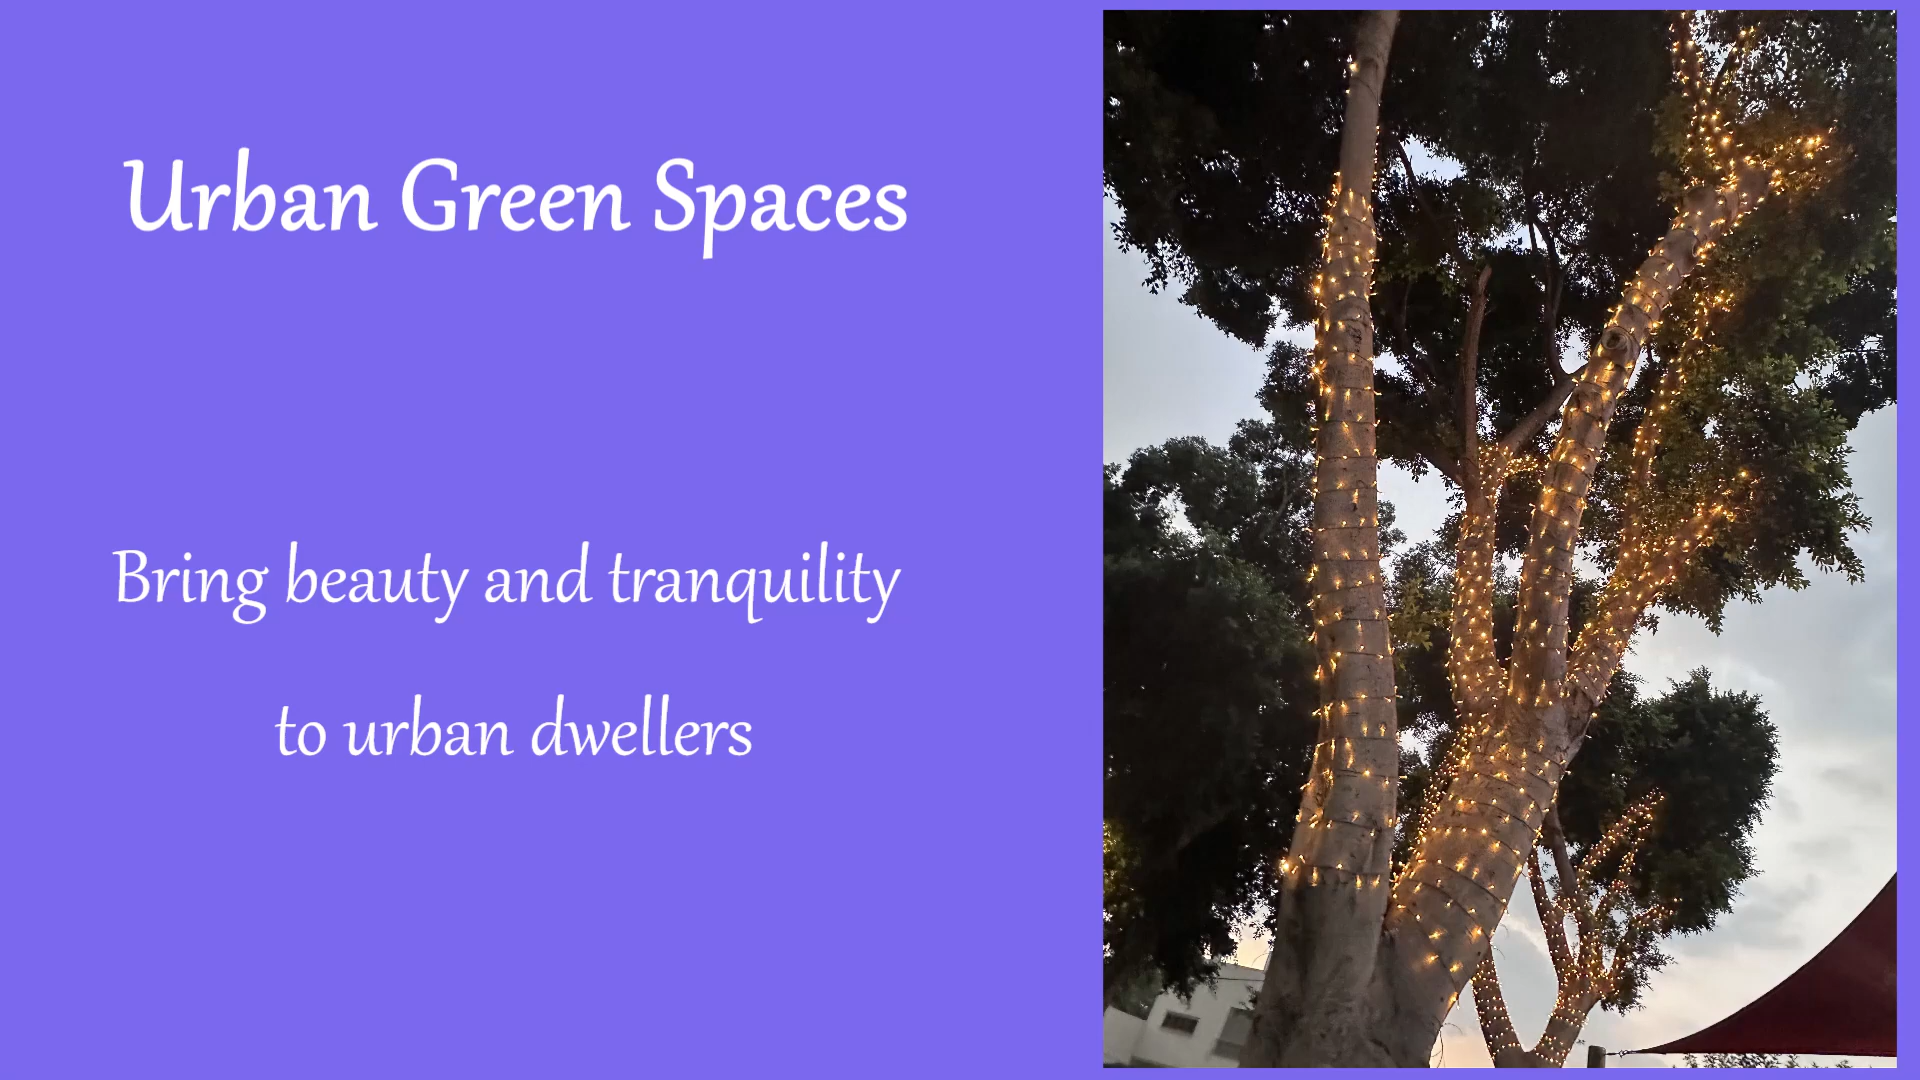 Urban Green Spaces
Bring beauty and tranquility
to urban dwellers